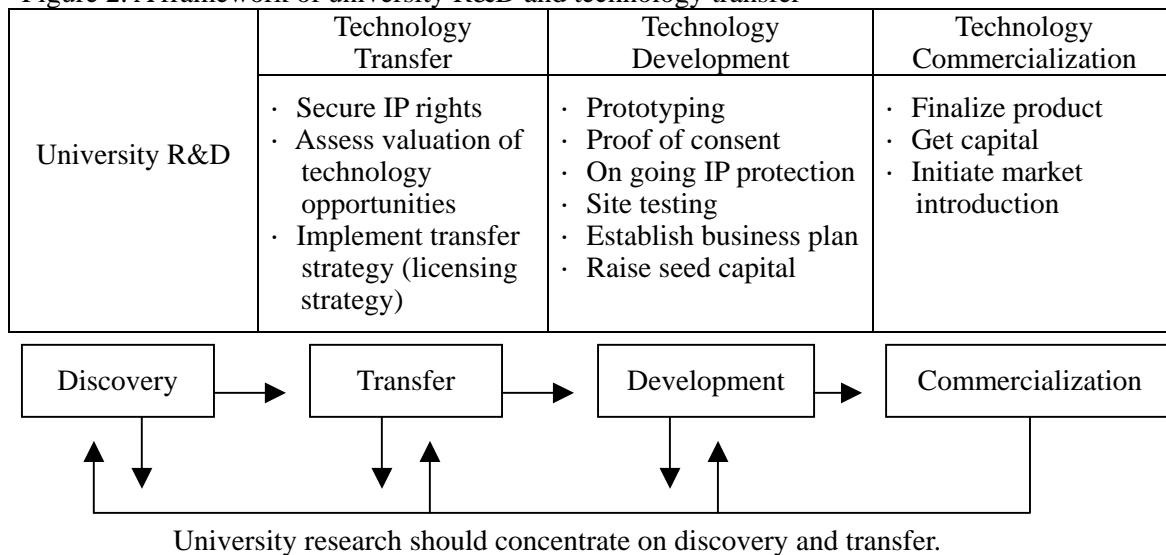 Figure 2. A framework of university R&D and technology transfer
Technology
Transfer
Technology
Development
Technology
Commercialization
University R&D
· Secure IP rights
· Assess valuation of
technology
opportunities
· Implement transfer
strategy (licensing
strategy)
· Prototyping
· Proof of consent
· On going IP protection
· Site testing
· Establish business plan
· Raise seed capital
· Finalize product
· Get capital
· Initiate market
introduction
Discovery
Transfer
Development
Commercialization
University research should concentrate on discovery and transfer.